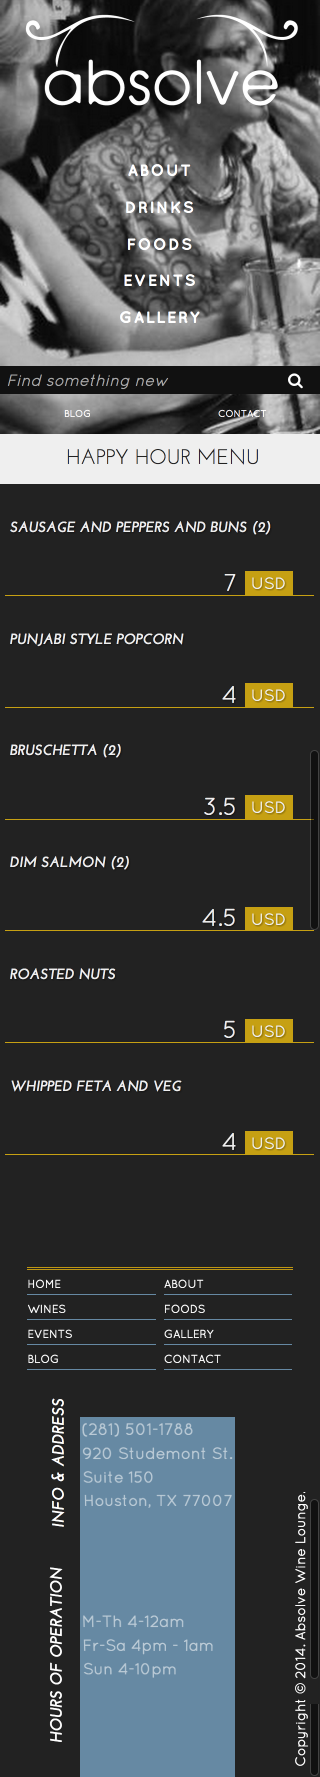 absolve
ABOUT
DRINKS
FOODS
EVENTS
GALLERY
Find something new
BLOG CONTACT
HAPPY HOUR MENU
SAUSAGE AND PEPPERS AND BUNS (2)
7 USD
PUNJABI STYLE POPCORN
4 USD
BRUSCHETTA (2)
3.5 USD
DIM SALMON (2)
4.5 USD
ROASTED NUTS
5 USD
WHIPPED FETA AND VEG
4 USD
HOME ABOUT
WINES FOODS
EVENTS GALLERY
BLOG CONTACT
INFO & ADDRESS
(281) 501-1788
920 Studemont St.
Suite 150
Houston, TX 77007
HOURS OF OPERATION
M-Th 4-12am
Fr-Sa 4pm - 1am
Sun 4-10pm
Copyright © 2014. Absolve Wine Lounge.